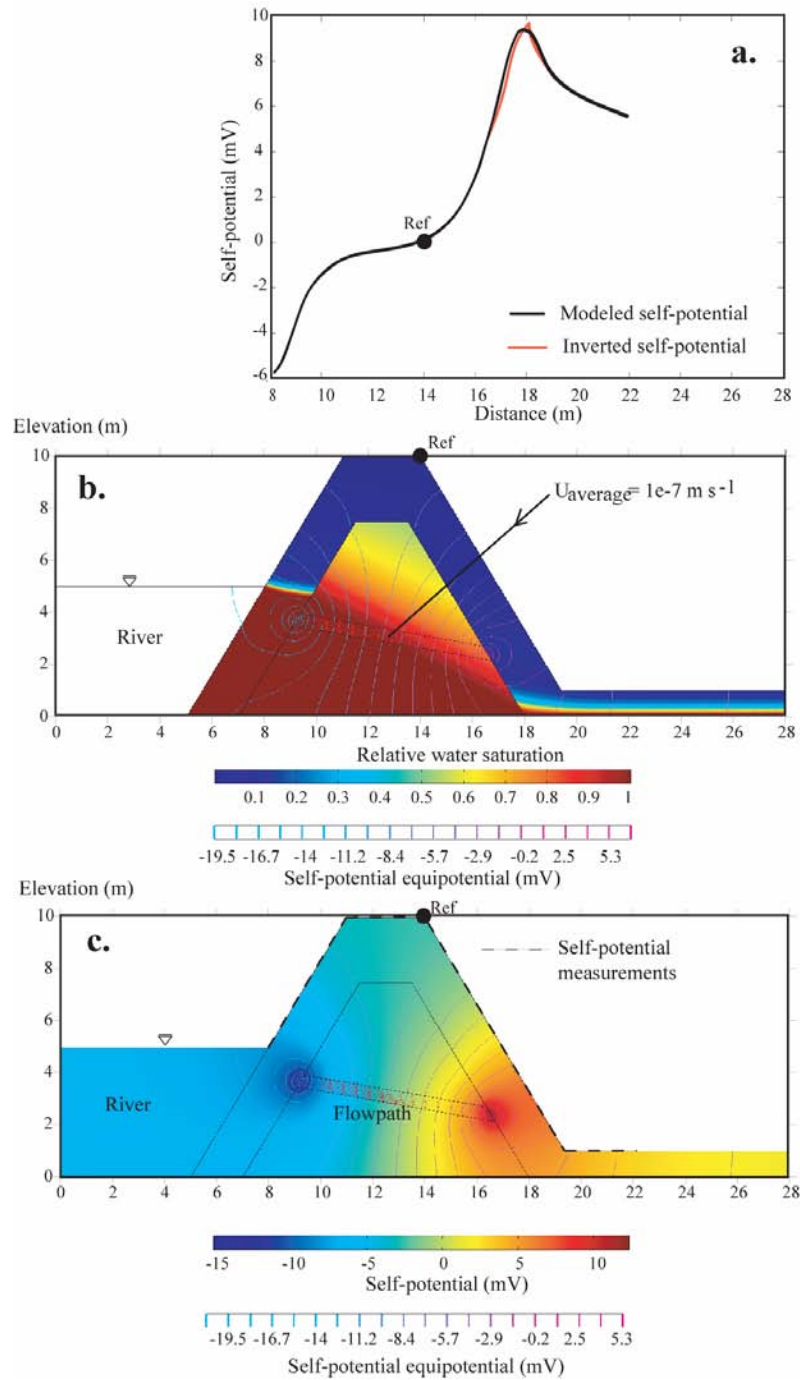 a.
10
8
6
4
2
0
-2
-4
-6
Self-potential (mV)
Ref
Modeled self-potential
Inverted self-potential
8 10 12 14 16 18 20 22 24 26 28
Distance (m)
Elevation (m)
b.
Ref
Uaverage= 1e-7 m s -1
10
8
6
4
2
0
River
0 2 4 6 8 10 12 14 16 18 20 22 24 26 28
Relative water saturation
0.1 0.2 0.3 0.4 0.5 0.6 0.7 0.8 0.9 1
-19.5 -16.7 -14 -11.2 -8.4 -5.7 -2.9 -0.2 2.5 5.3
Self-potential equipotential (mV)
Elevation (m)
c.
Ref
Self-potential
measurements
10
8
6
4
2
0
River
Flowpath
0 2 4 6 8 10 12 14 16 18 20 22 24 26 28
-15 -10 -5 0 5 10
Self-potential (mV)
-19.5 -16.7 -14 -11.2 -8.4 -5.7 -2.9 -0.2 2.5 5.3
Self-potential equipotential (mV)